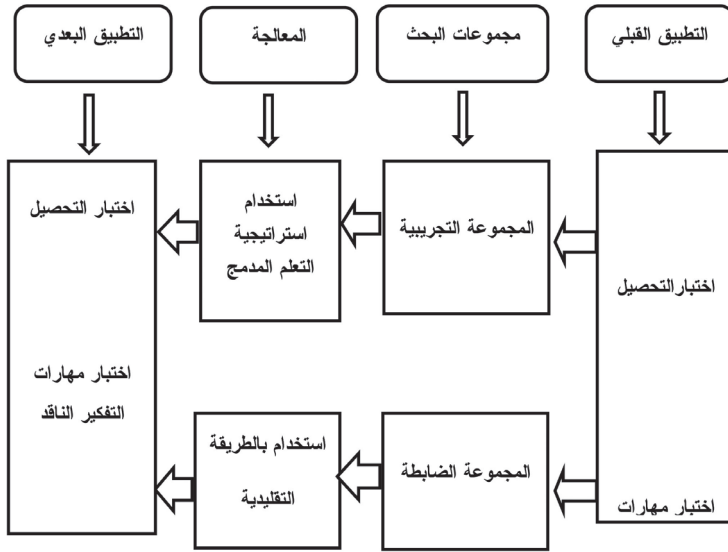 التطبيق القبلي
مجموعات البحث
المعالجة
التطبيق البعدي
اختبارالتحصيل
اختبار مهارات
المجموعة التجريبية
استخدام
استراتيجية
التعلم المدمج
اختبار التحصيل
اختبار مهارات
التفكير الناقد
المجموعة الضابطة
استخدام بالطريقة
التقليدية